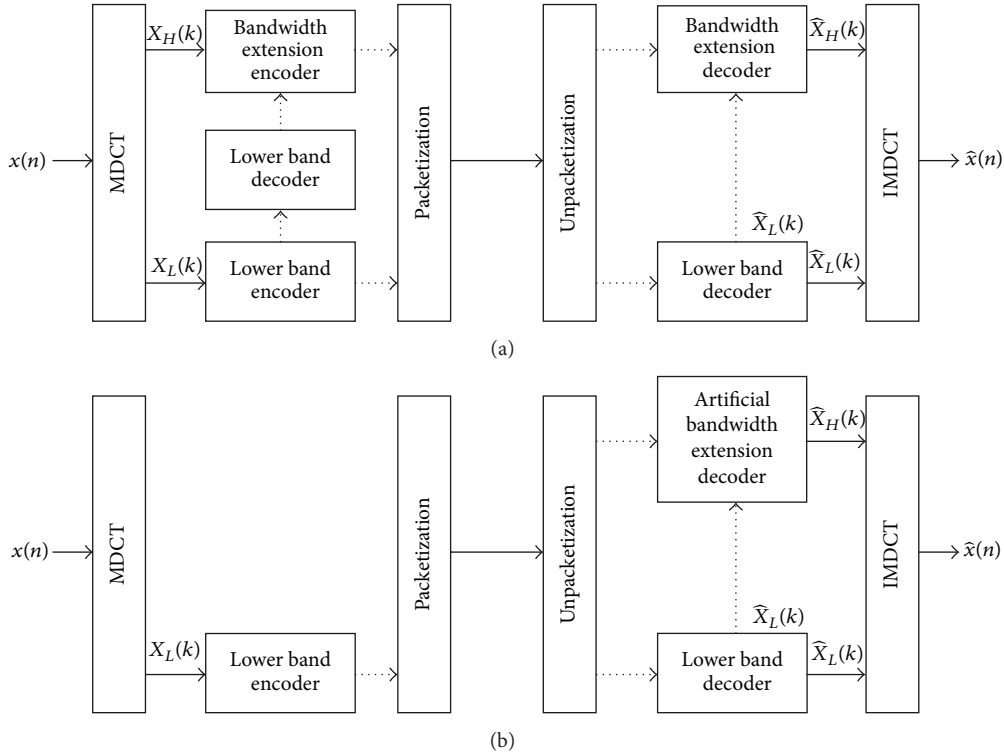 X_H(k)
Bandwidth
extension
encoder
Bandwidth
extension
decoder
X̂_H(k)
x(n)
MDCT
Lower band
decoder
Packetization
Unpacketization
IMDCT
x̂(n)
X̂_L(k)
X_L(k)
Lower band
encoder
Lower band
decoder
X̂_L(k)
(a)
Artificial
bandwidth
extension
decoder
X̂_H(k)
x(n)
MDCT
Packetization
Unpacketization
IMDCT
x̂(n)
X̂_L(k)
X_L(k)
Lower band
encoder
Lower band
decoder
X̂_L(k)
(b)